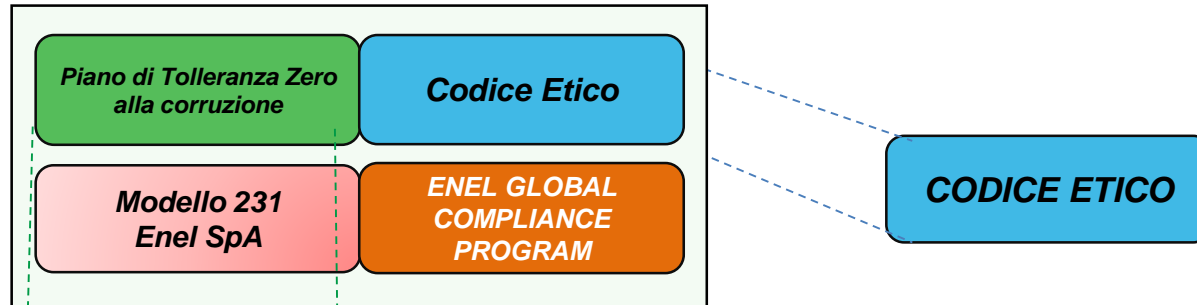 Piano di Tolleranza Zero
alla corruzione
Codice Etico
Modello 231
Enel SpA
ENEL GLOBAL
COMPLIANCE
PROGRAM
CODICE ETICO